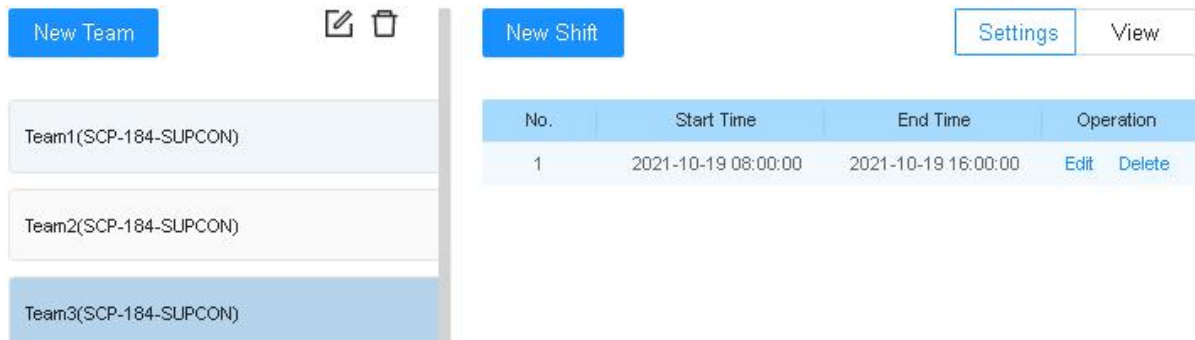 New Team
New Shift
Settings
View
Team1(SCP-184-SUPCON)
Team2(SCP-184-SUPCON)
Team3(SCP-184-SUPCON)
No. Start Time End Time Operation
1 2021-10-19 08:00:00 2021-10-19 16:00:00 Edit Delete